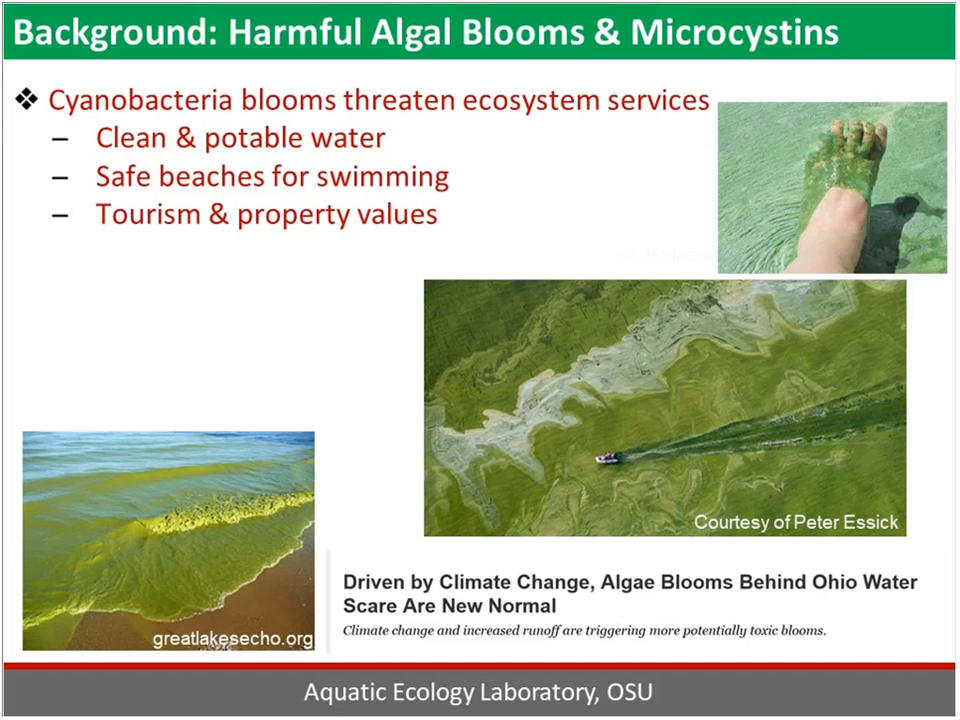 Background: Harmful Algal Blooms & Microcystins
❖ Cyanobacteria blooms threaten ecosystem services
– Clean & potable water
– Safe beaches for swimming
– Tourism & property values
Courtesy of Peter Essick
greatlakesecho.org
Driven by Climate Change, Algae Blooms Behind Ohio Water
Scare Are New Normal
Climate change and increased runoff are triggering more potentially toxic blooms.
Aquatic Ecology Laboratory, OSU